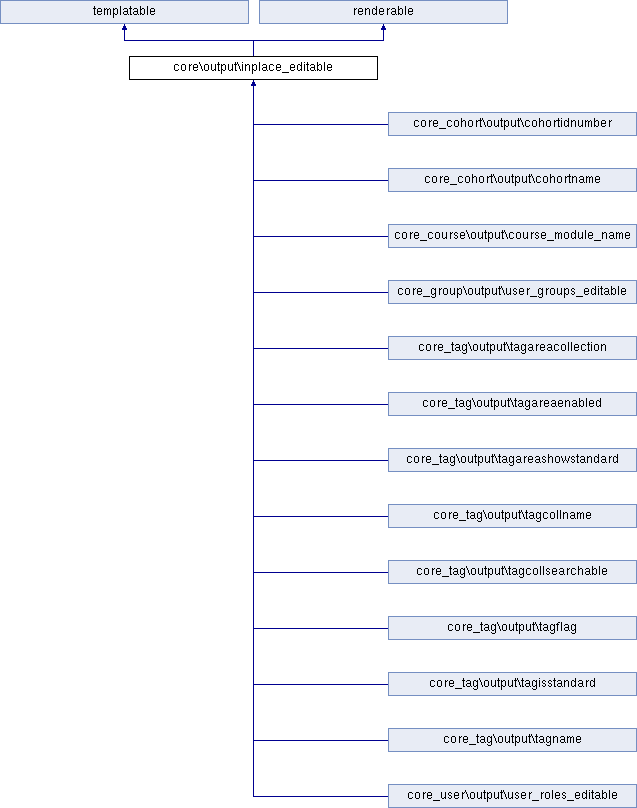 templatable
renderable
core\output\inplace_editable
core_cohort\output\cohortidnumber
core_cohort\output\cohortname
core_course\output\course_module_name
core_group\output\user_groups_editable
core_tag\output\tagareacollection
core_tag\output\tagareaenabled
core_tag\output\tagareashowstandard
core_tag\output\tagcollname
core_tag\output\tagcollsearchable
core_tag\output\tagflag
core_tag\output\tagisstandard
core_tag\output\tagname
core_user\output\user_roles_editable